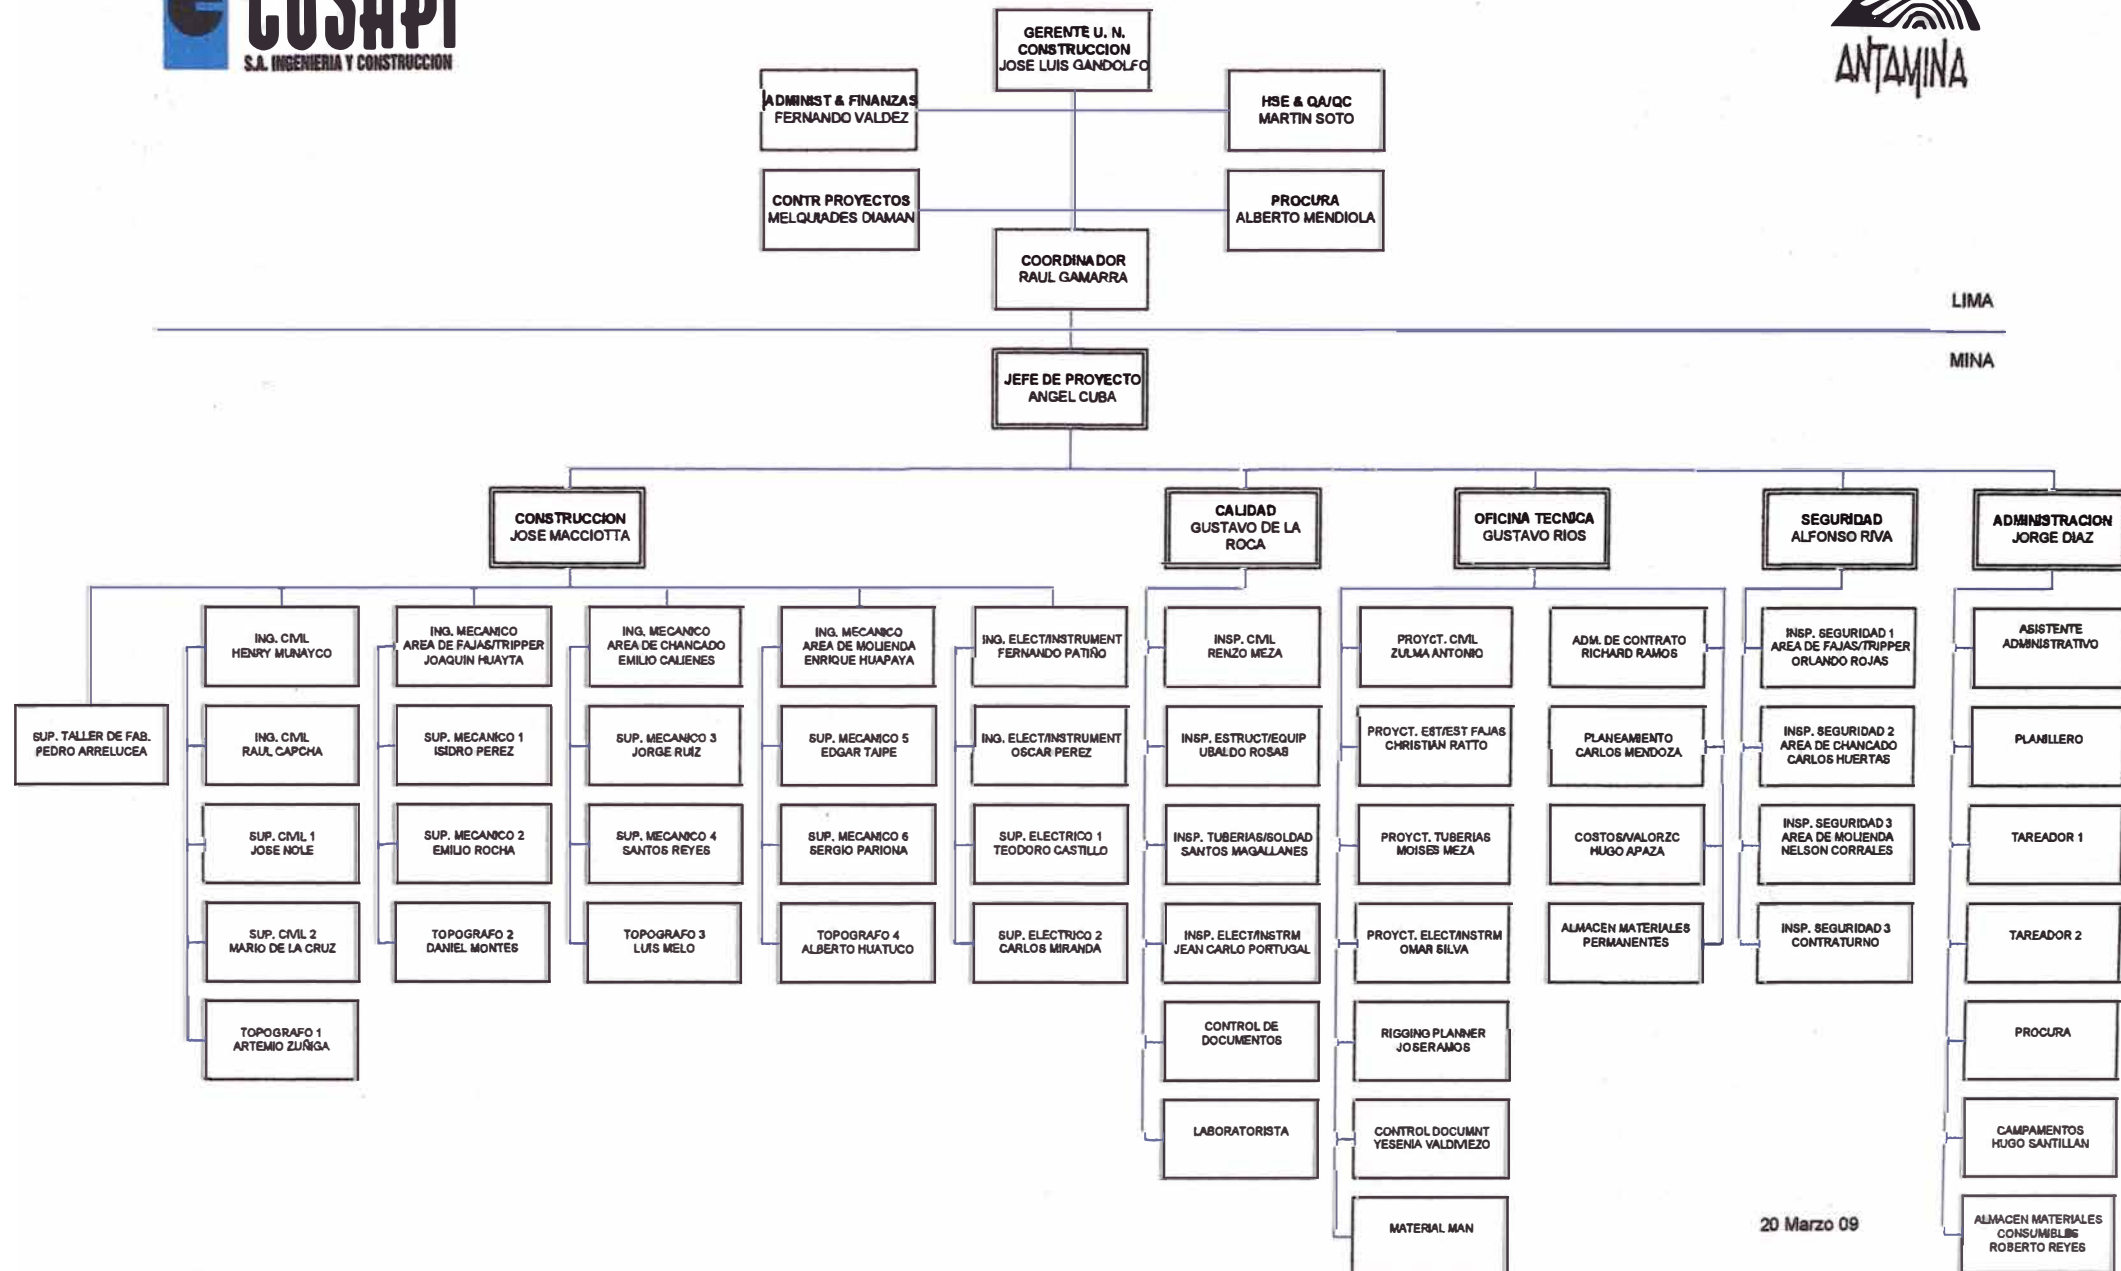 COSAPI
S.A. INGENIERIA Y CONSTRUCCION
ANTAMINA
GERENTE U. N.
CONSTRUCCION
JOSE LUIS GANDOLFO
ADMINIST & FINANZAS
FERNANDO VALDEZ
HSE & QA/QC
MARTIN SOTO
CONTR PROYECTOS
MELQUIADES DIAMAN
PROCURA
ALBERTO MENDIOLA
COORDINADOR
RAUL GAMARRA
LIMA
MINA
JEFE DE PROYECTO
ANGEL CUBA
CONSTRUCCION
JOSE MACCIOTTA
CALIDAD
GUSTAVO DE LA
ROCA
OFICINA TECNICA
GUSTAVO RIOS
SEGURIDAD
ALFONSO RIVA
ADMINISTRACION
JORGE DIAZ
SUP. TALLER DE FAB.
PEDRO ARRELUCEA
ING. CIVIL
HENRY MUNAYCO
ING. CIVIL
RAUL CAPCHA
SUP. CIVIL 1
JOSE NOLE
SUP. CIVIL 2
MARIO DE LA CRUZ
TOPOGRAFO 1
ARTEMIO ZUÑIGA
ING. MECANICO
AREA DE FAJAS/TRIPPER
JOAQUIN HUAYTA
SUP. MECANICO 1
ISIDRO PEREZ
SUP. MECANICO 2
EMILIO ROCHA
TOPOGRAFO 2
DANIEL MONTES
ING. MECANICO
AREA DE CHANCADO
EMILIO CALIENES
SUP. MECANICO 3
JORGE RUIZ
SUP. MECANICO 4
SANTOS REYES
TOPOGRAFO 3
LUIS MELO
ING. MECANICO
AREA DE MOLIENDA
ENRIQUE HUAPAYA
SUP. MECANICO 5
EDGAR TAIPE
SUP. MECANICO 6
SERGIO PARIONA
TOPOGRAFO 4
ALBERTO HUATUCO
ING. ELECT/INSTRUMENT
FERNANDO PATIÑO
ING. ELECT/INSTRUMENT
OSCAR PEREZ
SUP. ELECTRICO 1
TEODORO CASTILLO
SUP. ELECTRICO 2
CARLOS MIRANDA
INSP. CIVIL
RENZO MEZA
INSP. ESTRUCT/EQUIP
UBALDO ROSAS
INSP. TUBERIAS/SOLDAD
SANTOS MAGALLANES
INSP. ELECT/INSTRM
JEAN CARLO PORTUGAL
CONTROL DE
DOCUMENTOS
LABORATORISTA
PROYCT. CIVIL
ZULMA ANTONIO
PROYCT. EST/EST FAJAS
CHRISTIAN RATTO
PROYCT. TUBERIAS
MOISES MEZA
PROYCT. ELECT/INSTRM
OMAR SILVA
RIGGING PLANNER
JOSERAMOS
CONTROL DOCUMNT
YESENIA VALDIVIEZO
MATERIAL MAN
ADM. DE CONTRATO
RICHARD RAMOS
PLANEAMIENTO
CARLOS MENDOZA
COSTOS/VALORZC
HUGO APAZA
ALMACEN MATERIALES
PERMANENTES
INSP. SEGURIDAD 1
AREA DE FAJAS/TRIPPER
ORLANDO ROJAS
INSP. SEGURIDAD 2
AREA DE CHANCADO
CARLOS HUERTAS
INSP. SEGURIDAD 3
AREA DE MOLIENDA
NELSON CORRALES
INSP. SEGURIDAD 3
CONTRATURNO
ASISTENTE
ADMINISTRATIVO
PLANILLERO
TAREADOR 1
TAREADOR 2
PROCURA
CAMPAMENTOS
HUGO SANTILLAN
ALMACEN MATERIALES
CONSUMIBLES
ROBERTO REYES
20 Marzo 09